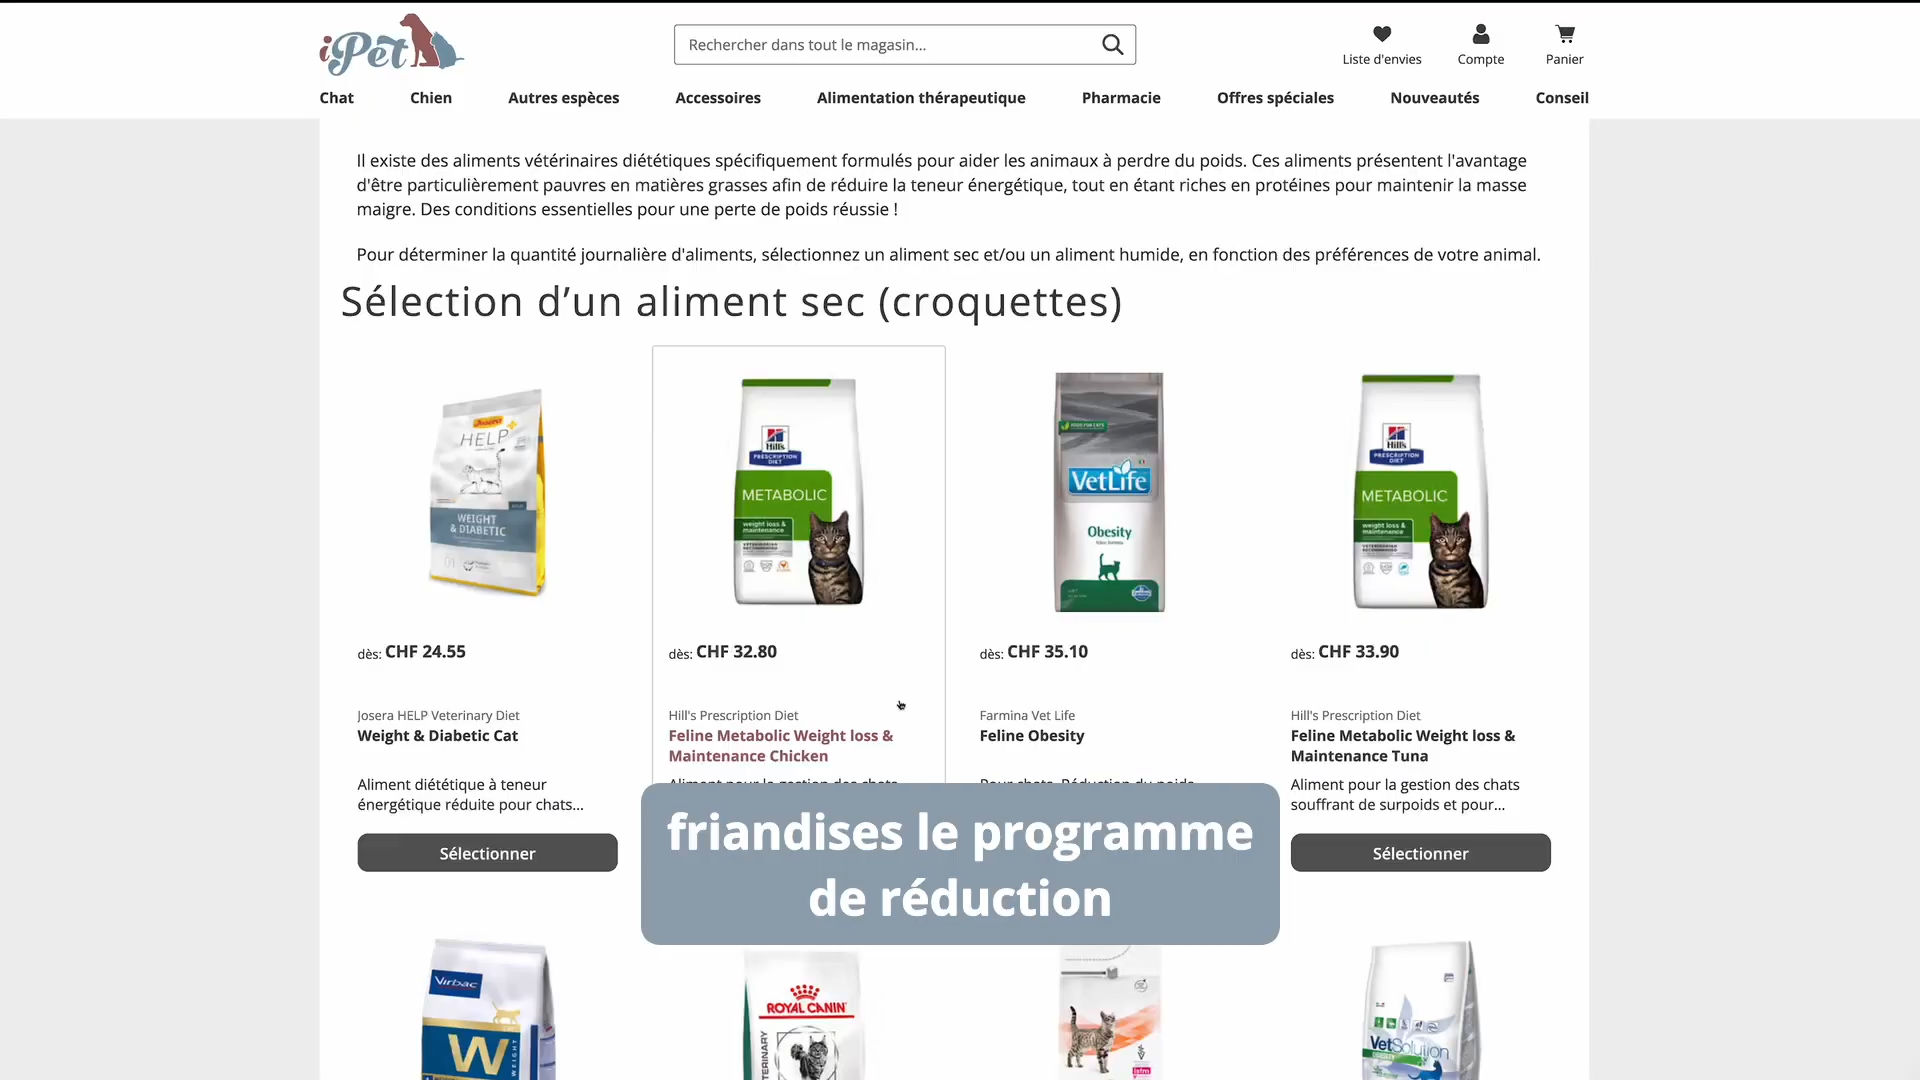 iPet
Rechercher dans tout le magasin...
Liste d'envies
Compte
Panier
Chat
Chien
Autres espèces
Accessoires
Alimentation thérapeutique
Pharmacie
Offres spéciales
Nouveautés
Conseil
Il existe des aliments vétérinaires diététiques spécifiquement formulés pour aider les animaux à perdre du poids. Ces aliments présentent l'avantage
d'être particulièrement pauvres en matières grasses afin de réduire la teneur énergétique, tout en étant riches en protéines pour maintenir la masse
maigre. Des conditions essentielles pour une perte de poids réussie !
Pour déterminer la quantité journalière d'aliments, sélectionnez un aliment sec et/ou un aliment humide, en fonction des préférences de votre animal.
Sélection d’un aliment sec (croquettes)
Josera
HELP
WEIGHT
& DIABETIC
Hill's
PRESCRIPTION
DIET
METABOLIC
weight loss &
maintenance
FOOD FOR CATS
VetLife
Obesity
Hill's
PRESCRIPTION
DIET
METABOLIC
weight loss &
maintenance
dès: CHF 24.55
dès: CHF 32.80
dès: CHF 35.10
dès: CHF 33.90
Josera HELP Veterinary Diet
Weight & Diabetic Cat
Hill's Prescription Diet
Feline Metabolic Weight loss &
Maintenance Chicken
Farmina Vet Life
Feline Obesity
Hill's Prescription Diet
Feline Metabolic Weight loss &
Maintenance Tuna
Aliment diététique à teneur
énergétique réduite pour chats...
Aliment pour la gestion des chats
Pour chats. Réduction du poids
Aliment pour la gestion des chats
souffrant de surpoids et pour...
Sélectionner
Sélectionner
friandises le programme
de réduction
Virbac
W
WEIGHT
ROYAL CANIN
VetSolution